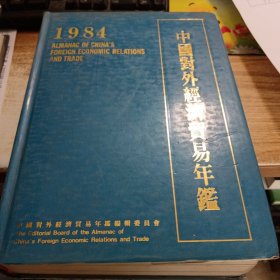 1984
ALMANAC OF CHINA'S
FOREIGN ECONOMIC RELATIONS
AND TRADE
中國對外經濟貿易年鑑
中國對外經濟貿易年鑑編輯委員會
The Editorial Board of the Almanac of
China's Foreign Economic Relations and Trade